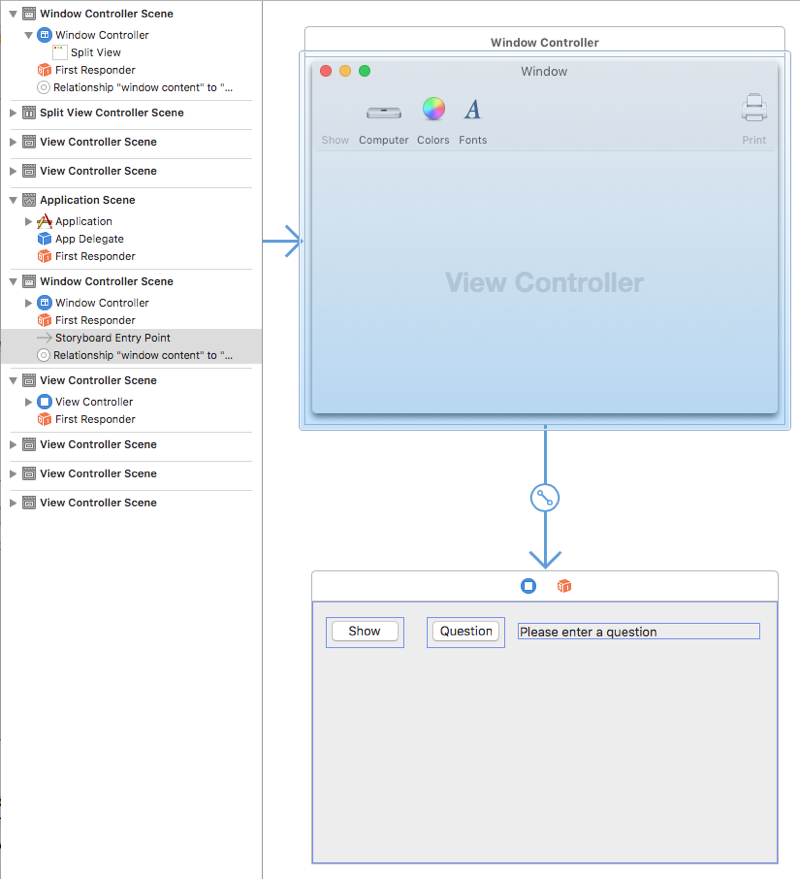 Window Controller Scene
Window Controller
Split View
First Responder
Relationship "window content" to "...
Split View Controller Scene
View Controller Scene
View Controller Scene
Application Scene
Application
App Delegate
First Responder
Window Controller Scene
Window Controller
First Responder
Storyboard Entry Point
Relationship "window content" to "...
View Controller Scene
View Controller
First Responder
View Controller Scene
View Controller Scene
View Controller Scene
Window Controller
Window
Show Computer Colors Fonts Print
View Controller
Show Question Please enter a question